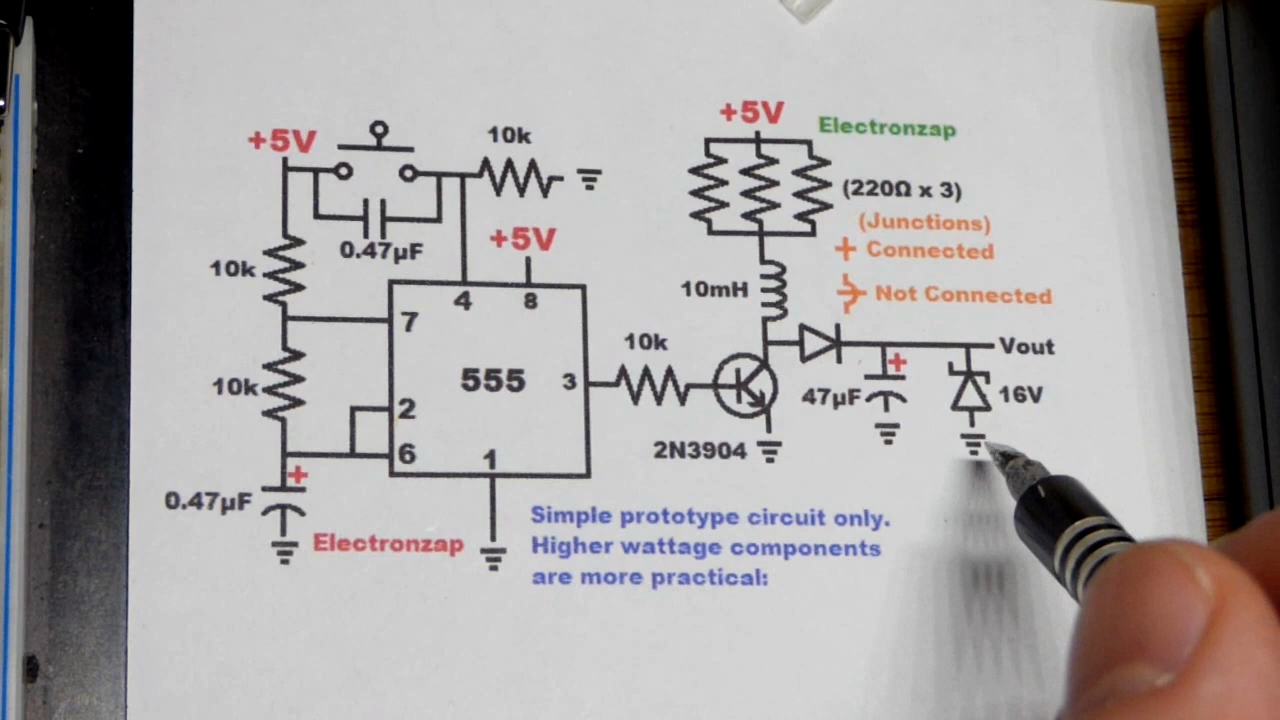 +5V
10k
0.47µF
+5V
10k
10k
0.47µF
+
4
8
7
2
6
1
3
555
10k
2N3904
+5V
Electronzap
(220Ω x 3)
(Junctions)
+ Connected
Not Connected
10mH
Vout
+
47µF
16V
Electronzap
Simple prototype circuit only.
Higher wattage components
are more practical: